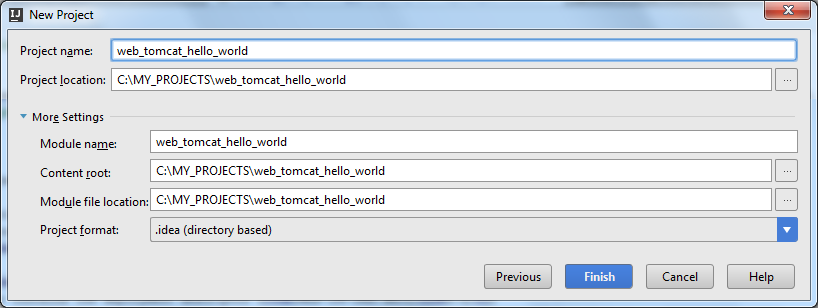 IJ New Project
Project name: web_tomcat_hello_world
Project location: C:\MY_PROJECTS\web_tomcat_hello_world ...
More Settings
Module name: web_tomcat_hello_world
Content root: C:\MY_PROJECTS\web_tomcat_hello_world ...
Module file location: C:\MY_PROJECTS\web_tomcat_hello_world ...
Project format: .idea (directory based)
Previous Finish Cancel Help